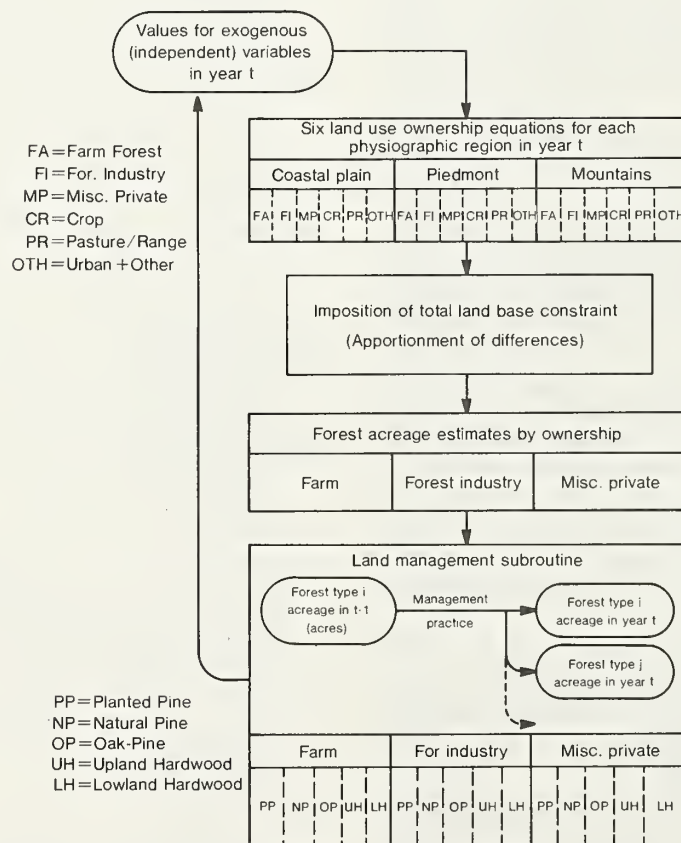 Values for exogenous
(independent) variables
in year t
FA=Farm Forest
FI=For. Industry
MP=Misc. Private
CR=Crop
PR=Pasture/Range
OTH=Urban+Other
Six land use ownership equations for each
physiographic region in year t
Coastal plain Piedmont Mountains
FA FI MP CR PR OTH FA FI MP CR PR OTH FA FI MP CR PR OTH
Imposition of total land base constraint
(Apportionment of differences)
Forest acreage estimates by ownership
Farm Forest industry Misc. private
Land management subroutine
Forest type i
acreage in t-1
(acres)
Management
practice
Forest type i
acreage in year t
Forest type j
acreage in year t
PP=Planted Pine
NP=Natural Pine
OP=Oak-Pine
UH=Upland Hardwood
LH=Lowland Hardwood
Farm For industry Misc. private
PP NP OP UH LH PP NP OP UH LH PP NP OP UH LH